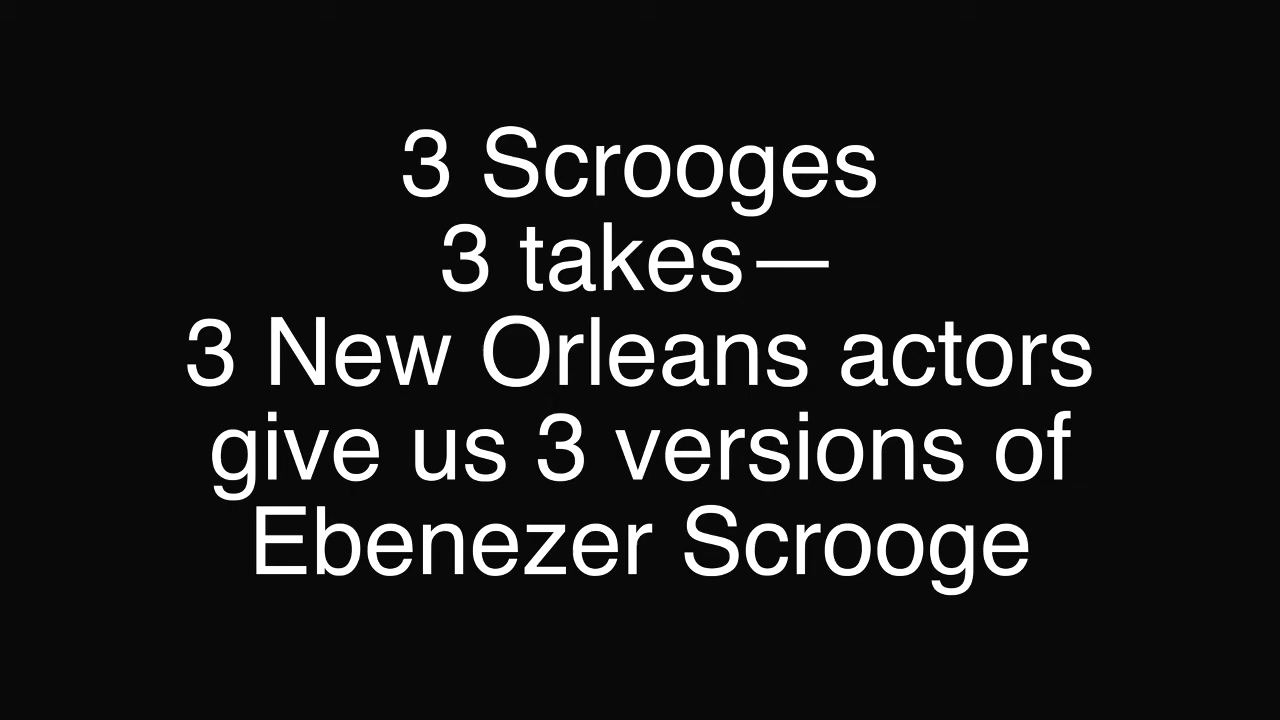 3 Scrooges
3 takes—
3 New Orleans actors
give us 3 versions of
Ebenezer Scrooge